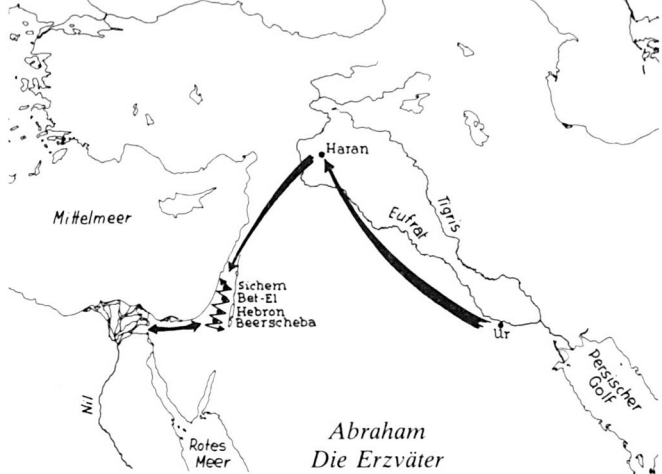 Haran
Mittelmeer
Tigris
Eufrat
Sichem
Bet-El
Hebron
Beerscheba
Ur
Persischer
Golf
Nil
Rotes
Meer
Abraham
Die Erzväter